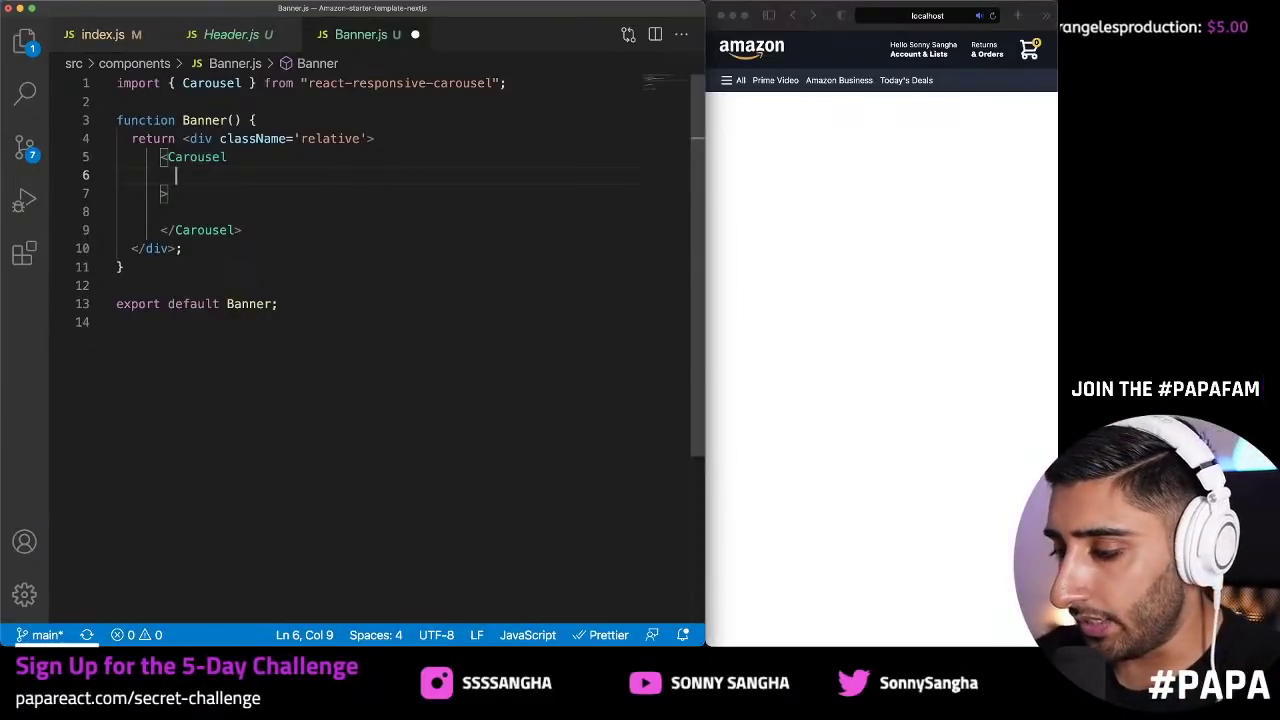 Banner.js — Amazon-starter-template-nextjs
JS index.js M
JS Header.js U
JS Banner.js U
src > components > JS Banner.js > Banner
1 import { Carousel } from "react-responsive-carousel";
2
3 function Banner() {
4 return <div className='relative'>
5 <Carousel
6
7 >
8
9 </Carousel>
10 </div>;
11 }
12
13 export default Banner;
14
1
7
main*
0
0
Ln 6, Col 9
Spaces: 4
UTF-8
LF
JavaScript
Prettier
localhost
amazon
Hello Sonny Sangha
Account & Lists
Returns
& Orders
0
All
Prime Video
Amazon Business
Today's Deals
rangelesproduction: $5.00
JOIN THE #PAPAFAM
Sign Up for the 5-Day Challenge
papareact.com/secret-challenge
SSSSANGHA
SONNY SANGHA
SonnySangha
#PAPA